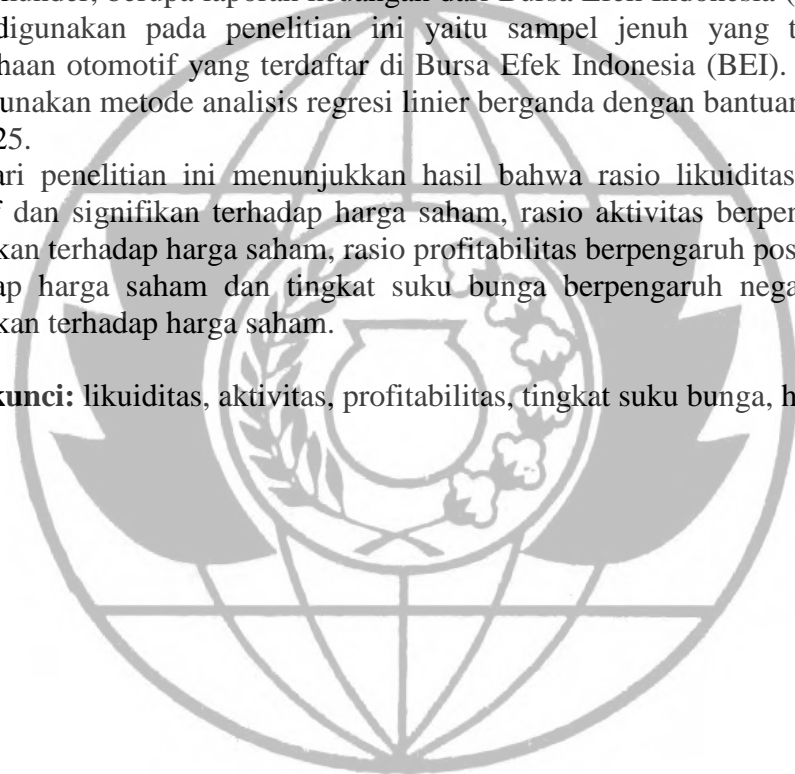 berupa laporan keuangan dari Bursa Efek Indonesia (
digunakan pada penelitian ini yaitu sampel jenuh yang t
haan otomotif yang terdaftar di Bursa Efek Indonesia (BEI).
unakan metode analisis regresi linier berganda dengan bantuan
25.
ari penelitian ini menunjukkan hasil bahwa rasio likuiditas
f dan signifikan terhadap harga saham, rasio aktivitas berpen
kan terhadap harga saham, rasio profitabilitas berpengaruh pos
ap harga saham dan tingkat suku bunga berpengaruh nega
kan terhadap harga saham.
kunci: likuiditas, aktivitas, profitabilitas, tingkat suku bunga, h